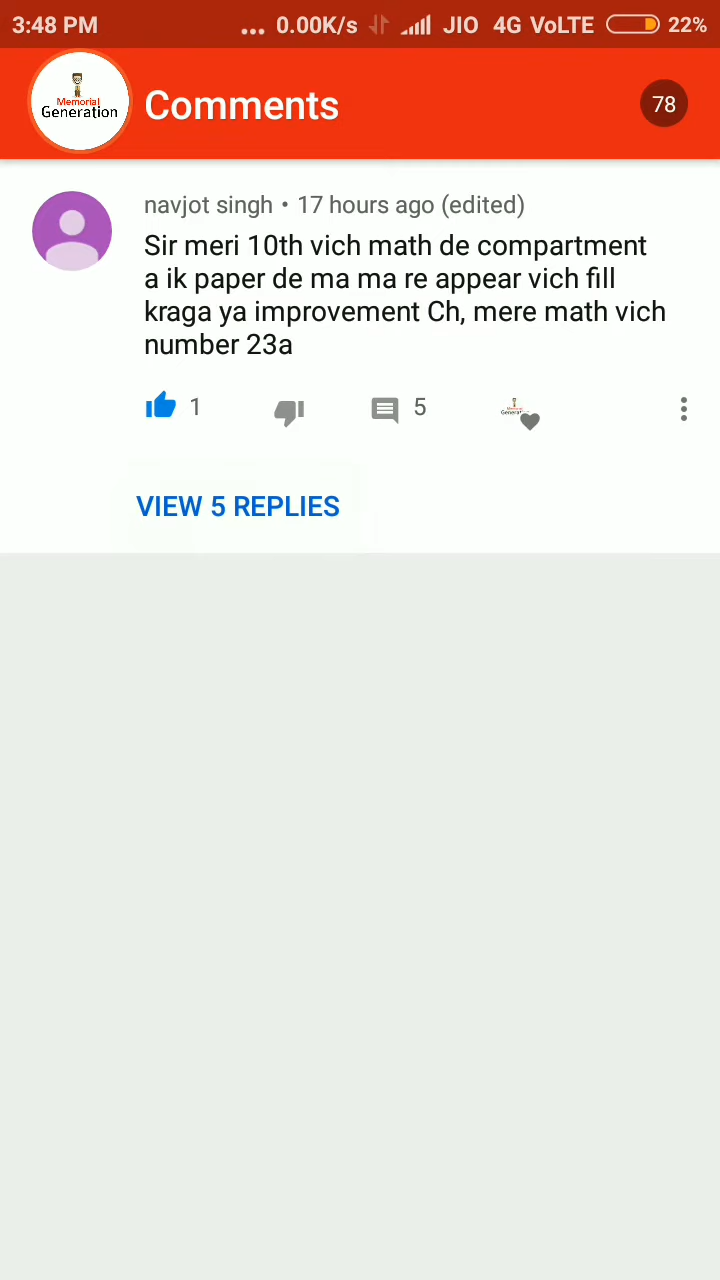 3:48 PM ... 0.00K/s JIO 4G VoLTE 22%
Memorial
Generation
Comments
78
navjot singh • 17 hours ago (edited)
Sir meri 10th vich math de compartment
a ik paper de ma ma re appear vich fill
kraga ya improvement Ch, mere math vich
number 23a
1
5
VIEW 5 REPLIES